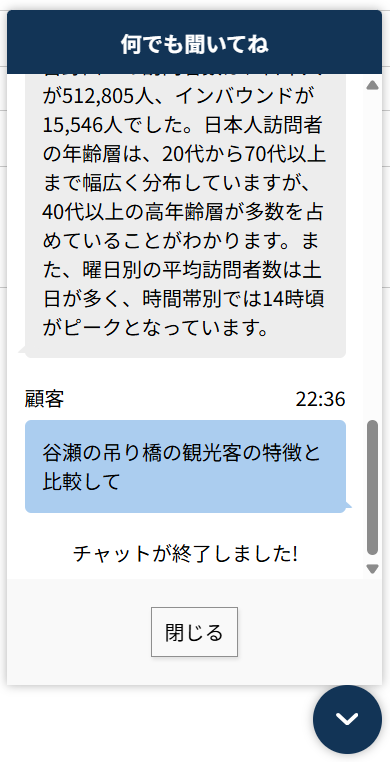 何でも聞いてね
が512,805人、インバウンドが
15,546人でした。日本人訪問者
の年齢層は、20代から70代以上
まで幅広く分布していますが、
40代以上の高年齢層が多数を占
めていることがわかります。ま
た、曜日別の平均訪問者数は土
日が多く、時間帯別では14時頃
がピークとなっています。
顧客 22:36
谷瀬の吊り橋の観光客の特徴と
比較して
チャットが終了しました!
閉じる